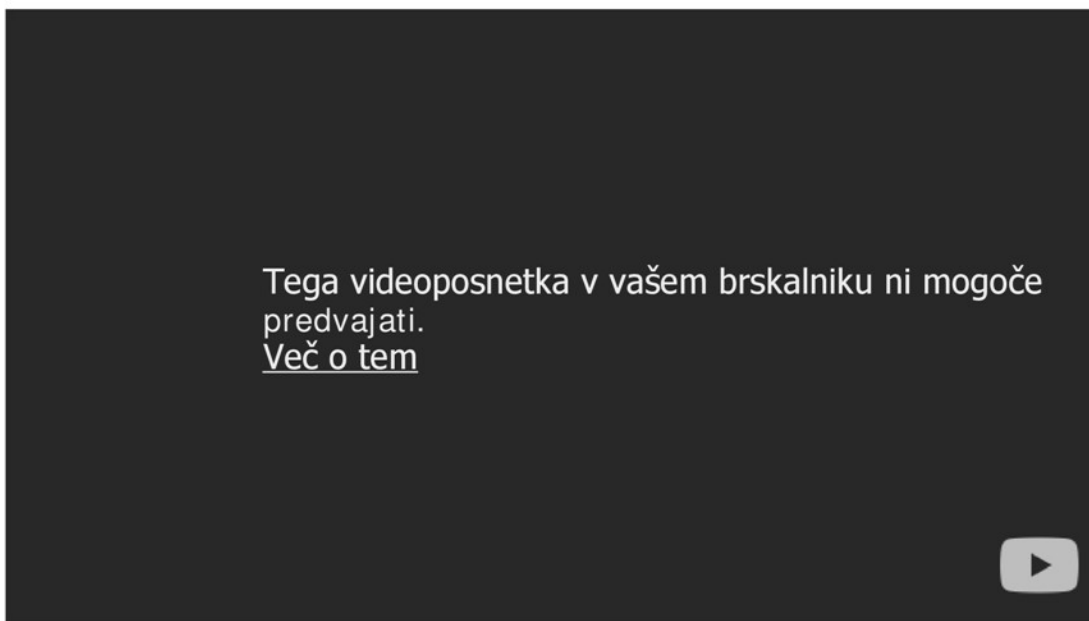 Tega videoposnetka v vašem brskalniku ni mogoče
predvajati.
Več o tem